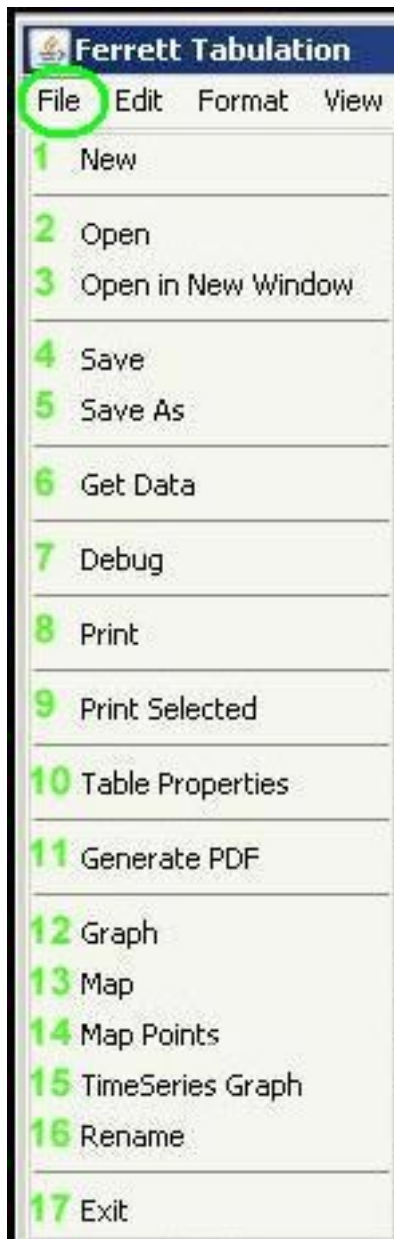 Ferrett Tabulation
File Edit Format View
1 New
2 Open
3 Open in New Window
4 Save
5 Save As
6 Get Data
7 Debug
8 Print
9 Print Selected
10 Table Properties
11 Generate PDF
12 Graph
13 Map
14 Map Points
15 TimeSeries Graph
16 Rename
17 Exit